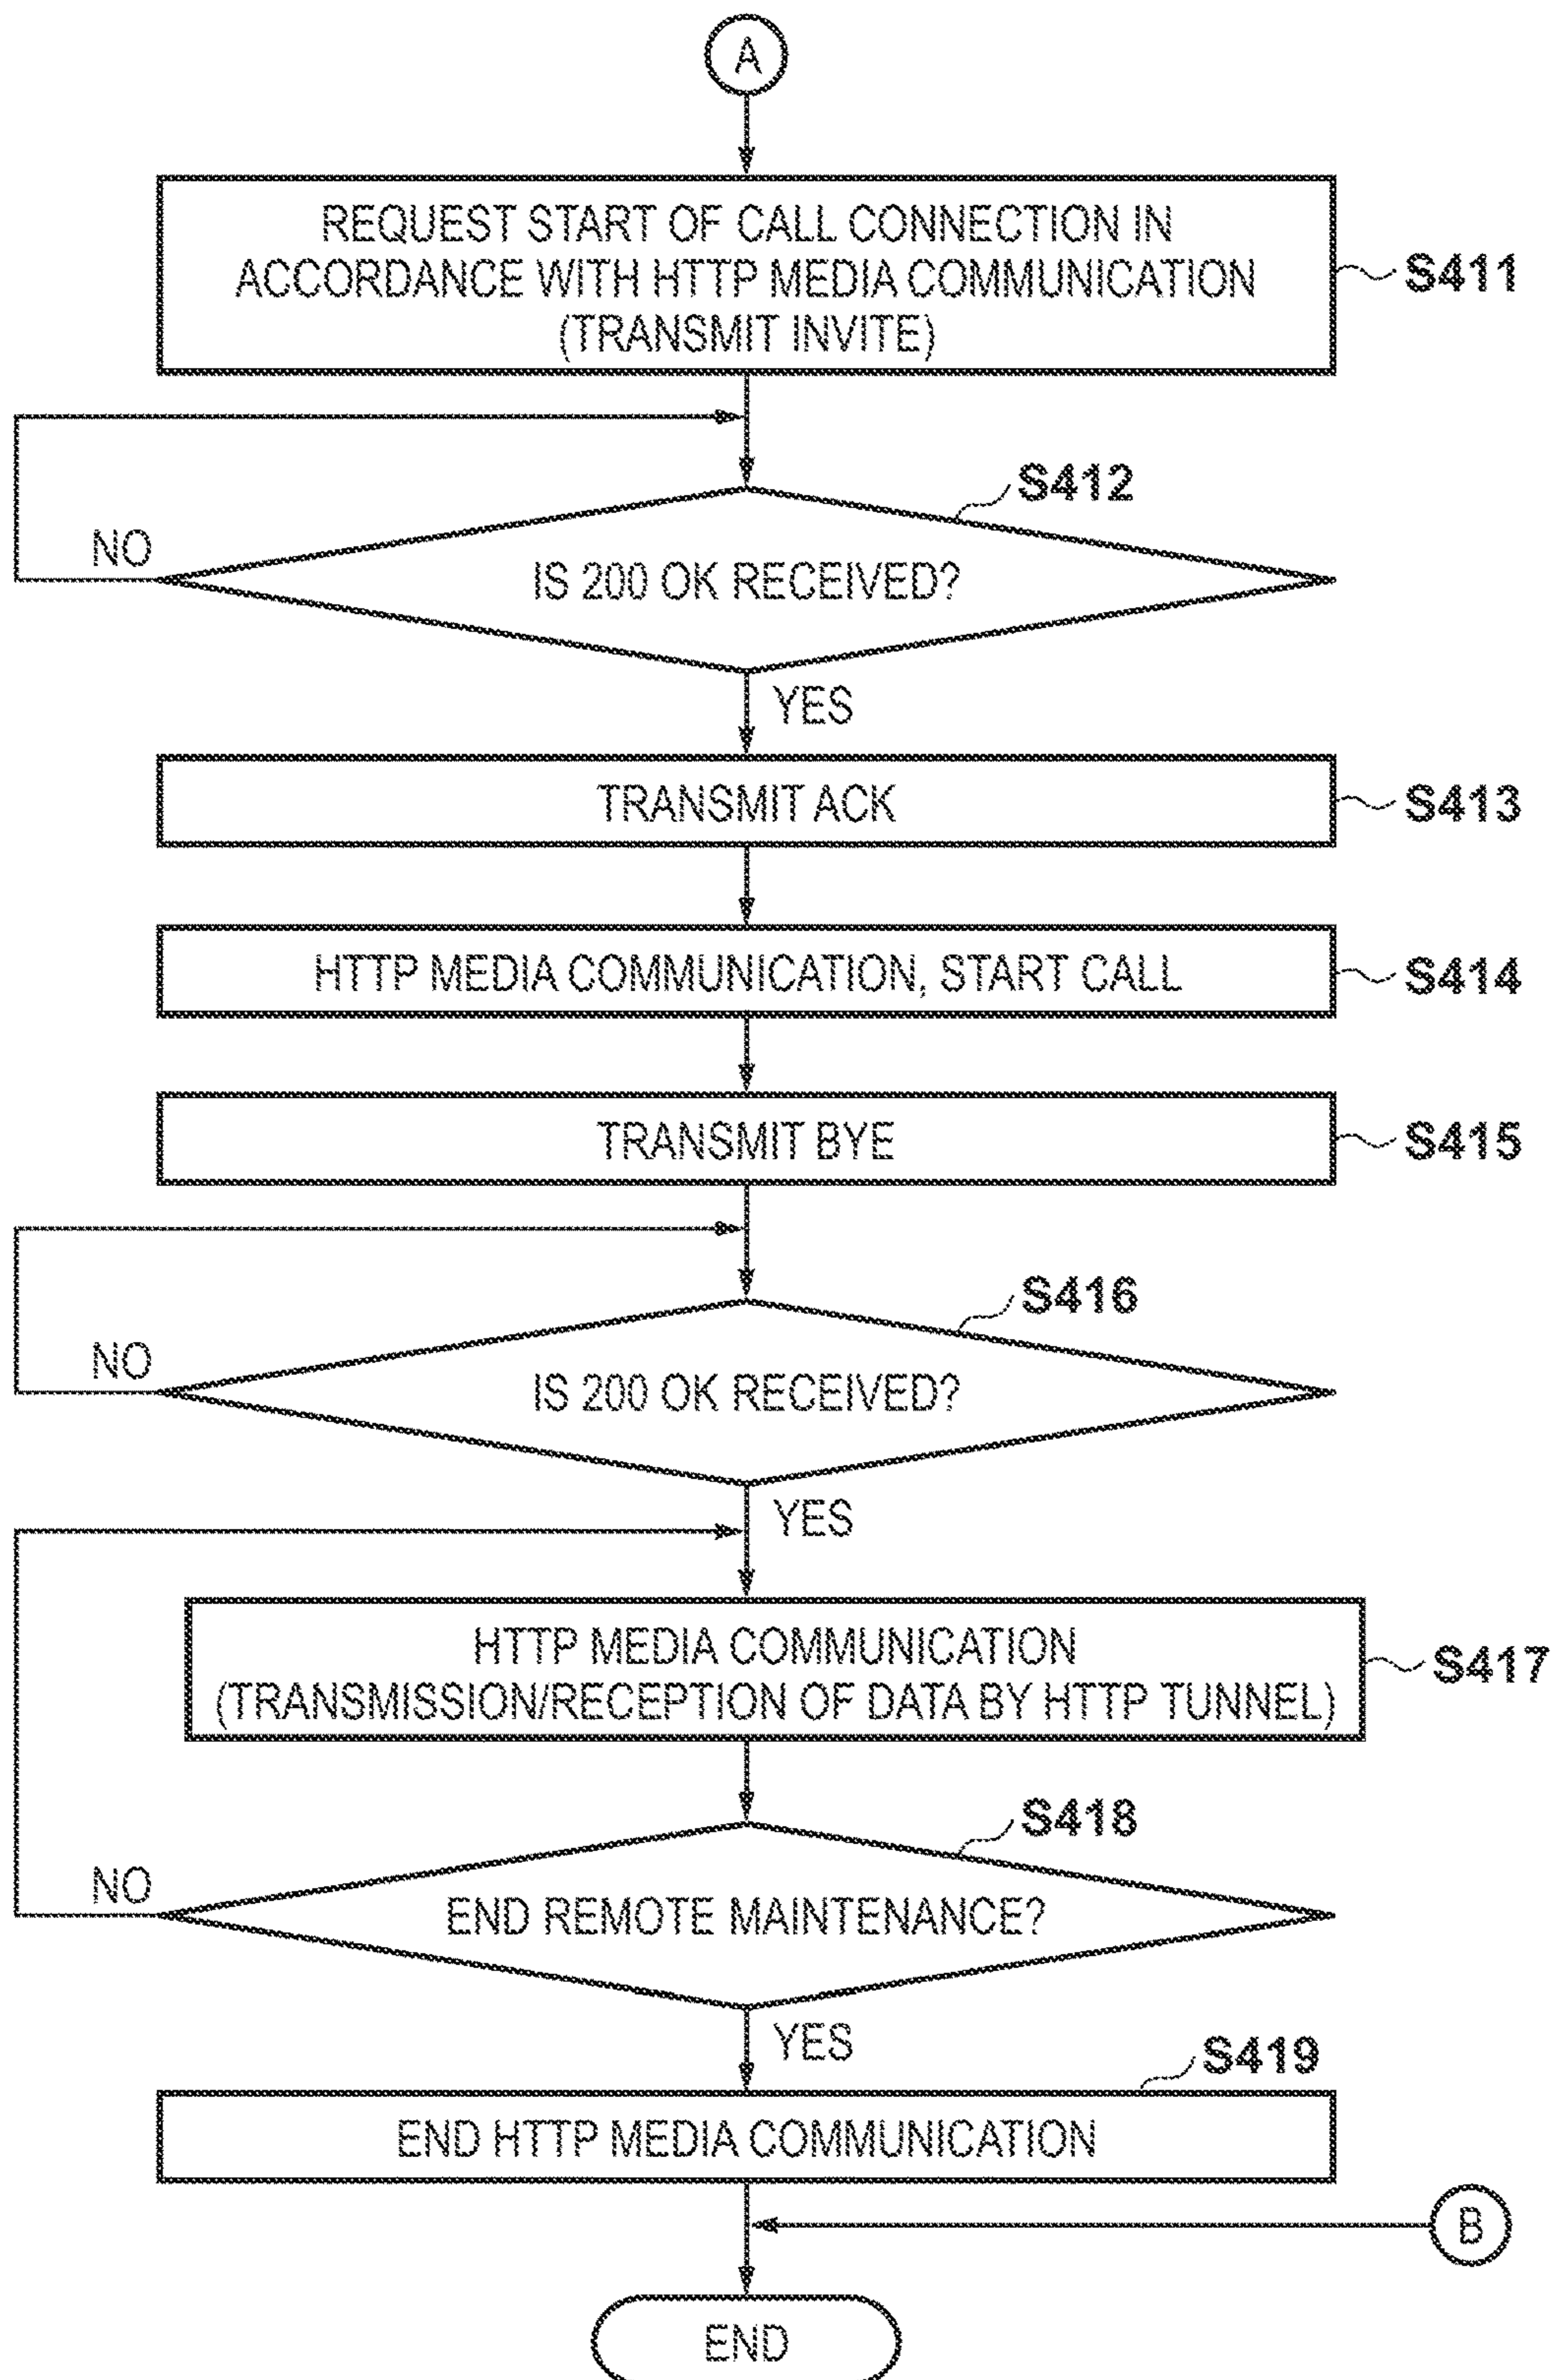 A
REQUEST START OF CALL CONNECTION IN
ACCORDANCE WITH HTTP MEDIA COMMUNICATION
(TRANSMIT INVITE)
S411
S412
NO
IS 200 OK RECEIVED?
YES
TRANSMIT ACK
S413
HTTP MEDIA COMMUNICATION, START CALL
S414
TRANSMIT BYE
S415
S416
NO
IS 200 OK RECEIVED?
YES
HTTP MEDIA COMMUNICATION
(TRANSMISSION/RECEPTION OF DATA BY HTTP TUNNEL)
S417
S418
NO
END REMOTE MAINTENANCE?
YES
S419
END HTTP MEDIA COMMUNICATION
B
END